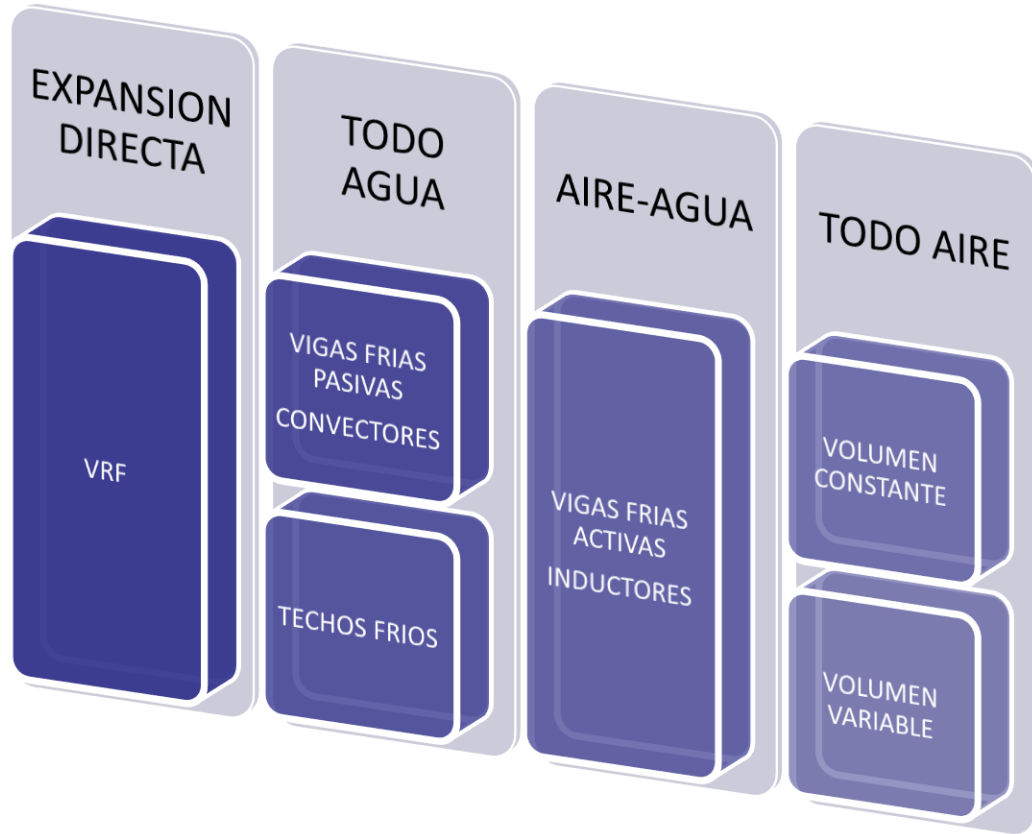 EXPANSION
DIRECTA
VRF
TODO
AGUA
VIGAS FRIAS
PASIVAS
CONVECTORES
TECHOS FRIOS
AIRE-AGUA
VIGAS FRIAS
ACTIVAS
INDUCTORES
TODO AIRE
VOLUMEN
CONSTANTE
VOLUMEN
VARIABLE